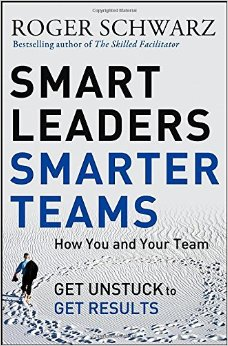 ROGER SCHWARZ
Bestselling author of The Skilled Facilitator
SMART
LEADERS
SMARTER
TEAMS
How You and Your Team
GET UNSTUCK to
GET RESULTS